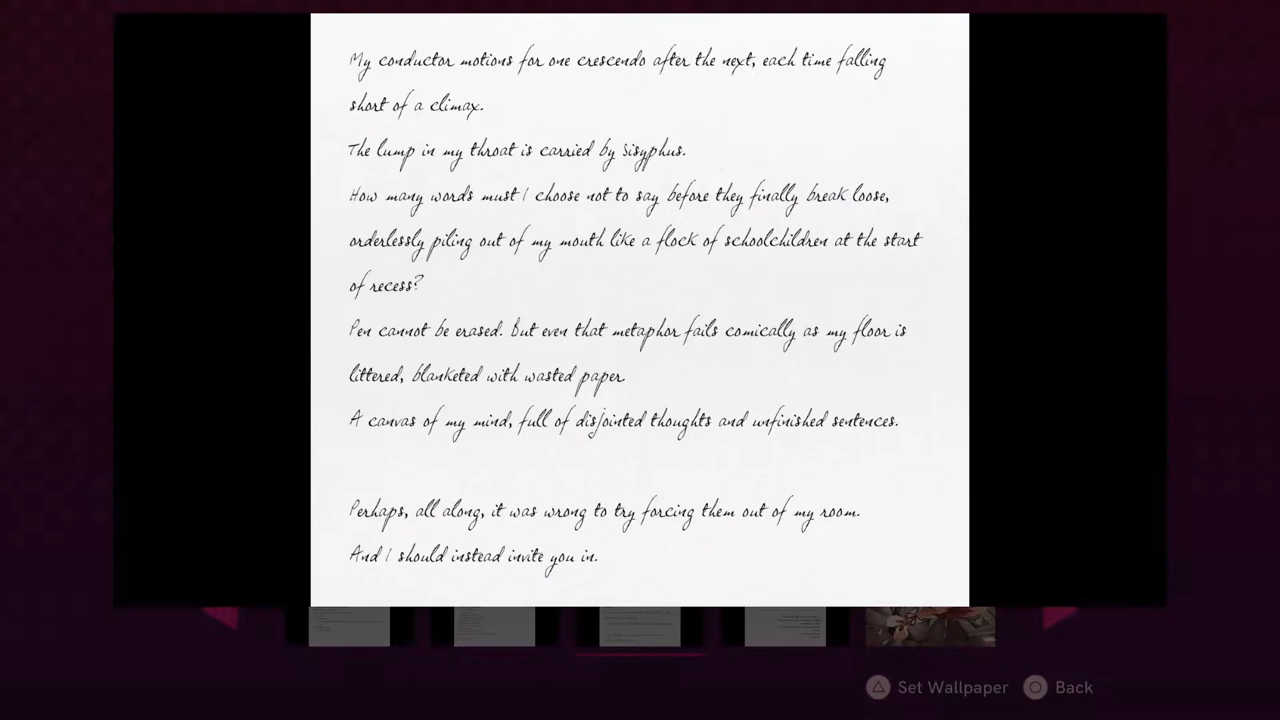 My conductor motions for one crescendo after the next, each time falling
short of a climax.
The lump in my throat is carried by Sisyphus.
How many words must I choose not to say before they finally break loose,
orderlessly piling out of my mouth like a flock of schoolchildren at the start
of recess?
Pen cannot be erased. But even that metaphor fails comically as my floor is
littered, blanketed with wasted paper.
A canvas of my mind, full of disjointed thoughts and unfinished sentences.
Perhaps, all along, it was wrong to try forcing them out of my room.
And I should instead invite you in.
Set Wallpaper Back